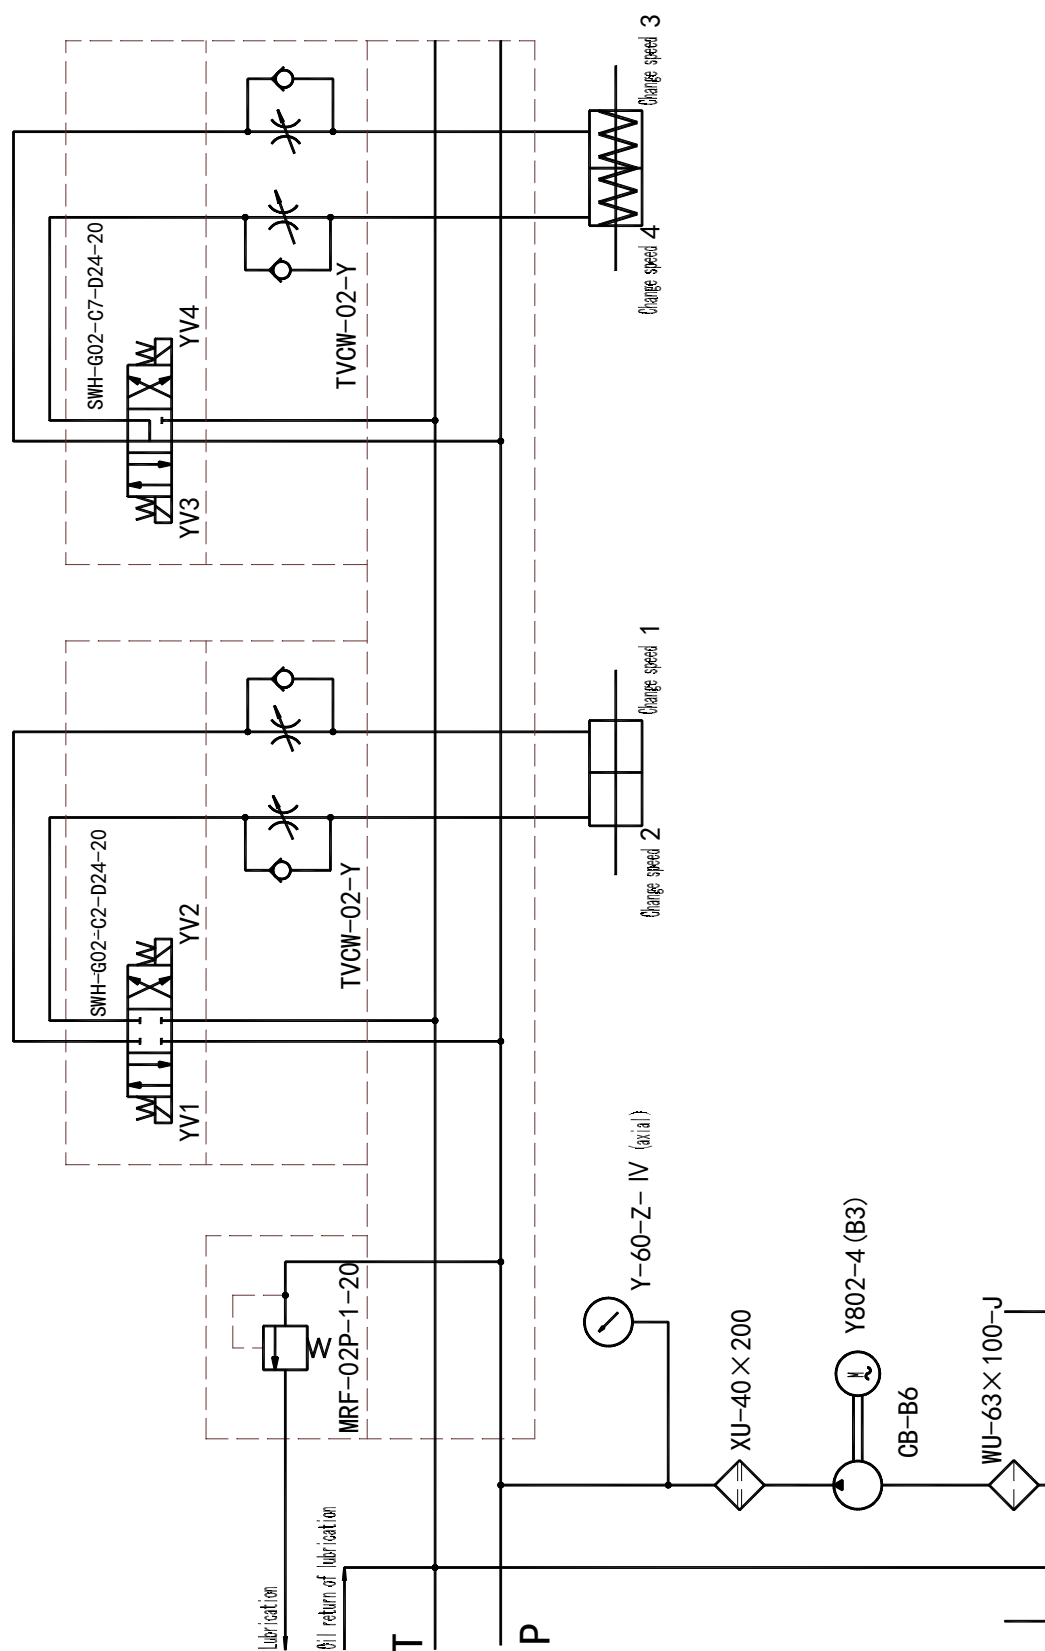 Change speed 3
SWH-G02-C7-D24-20
YV4
TVCW-02-Y
Change speed 4
YV3
Change speed 1
SWH-G02-C2-D24-20
YV2
TVCW-02-Y
Change speed 2
YV1
MRF-02P-1-20
Y-60-Z-IV (axial)
XU-40×200
Y802-4(B3)
M
~
CB-B6
WU-63×100-J
Lubrication
Oil return of lubrication
T
P